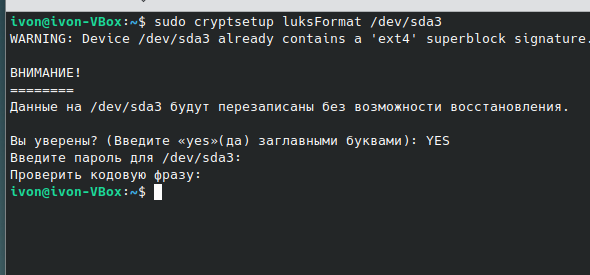 ivon@ivon-VBox:~$ sudo cryptsetup luksFormat /dev/sda3
WARNING: Device /dev/sda3 already contains a 'ext4' superblock signature.
ВНИМАНИЕ!
========
Данные на /dev/sda3 будут перезаписаны без возможности восстановления.
Вы уверены? (Введите «yes»(да) заглавными буквами): YES
Введите пароль для /dev/sda3:
Проверить кодовую фразу:
ivon@ivon-VBox:~$